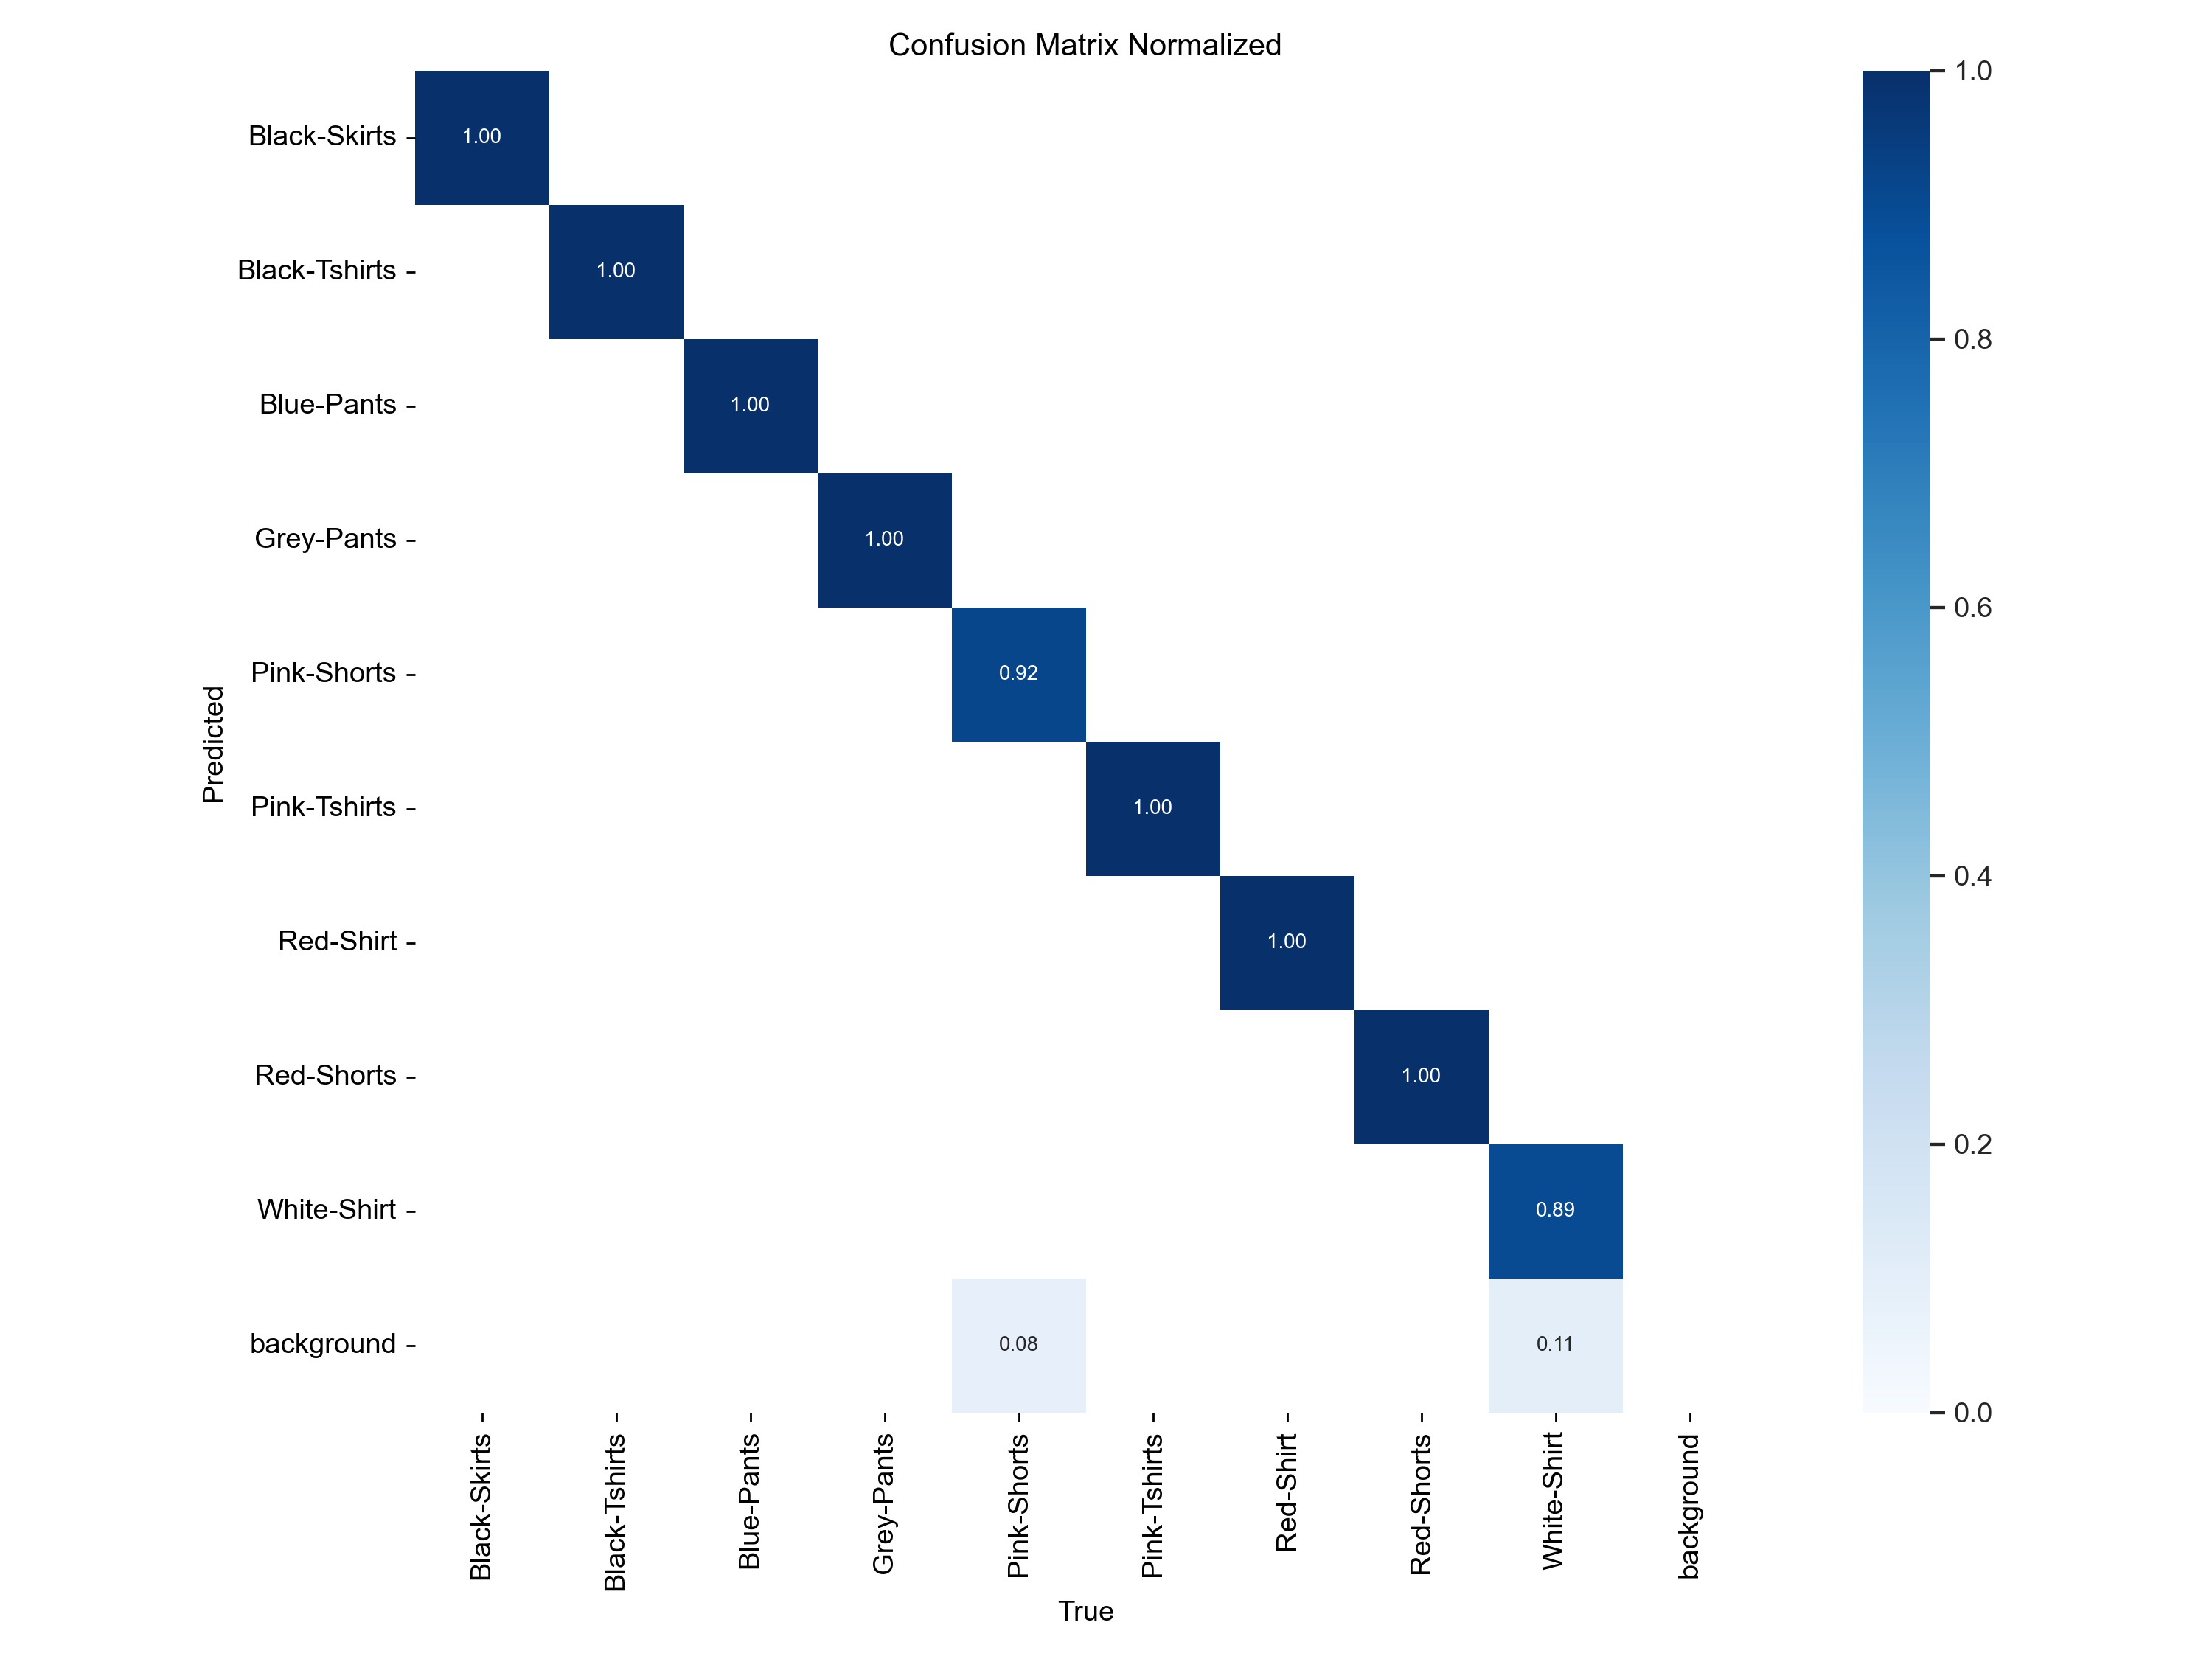 Confusion Matrix Normalized
Predicted
Black-Skirts
1.00
Black-Tshirts
1.00
Blue-Pants
1.00
Grey-Pants
1.00
Pink-Shorts
0.92
Pink-Tshirts
1.00
Red-Shirt
1.00
Red-Shorts
1.00
White-Shirt
0.89
background
0.08
0.11
Black-Skirts
Black-Tshirts
Blue-Pants
Grey-Pants
Pink-Shorts
Pink-Tshirts
Red-Shirt
Red-Shorts
White-Shirt
background
True
1.0
0.8
0.6
0.4
0.2
0.0